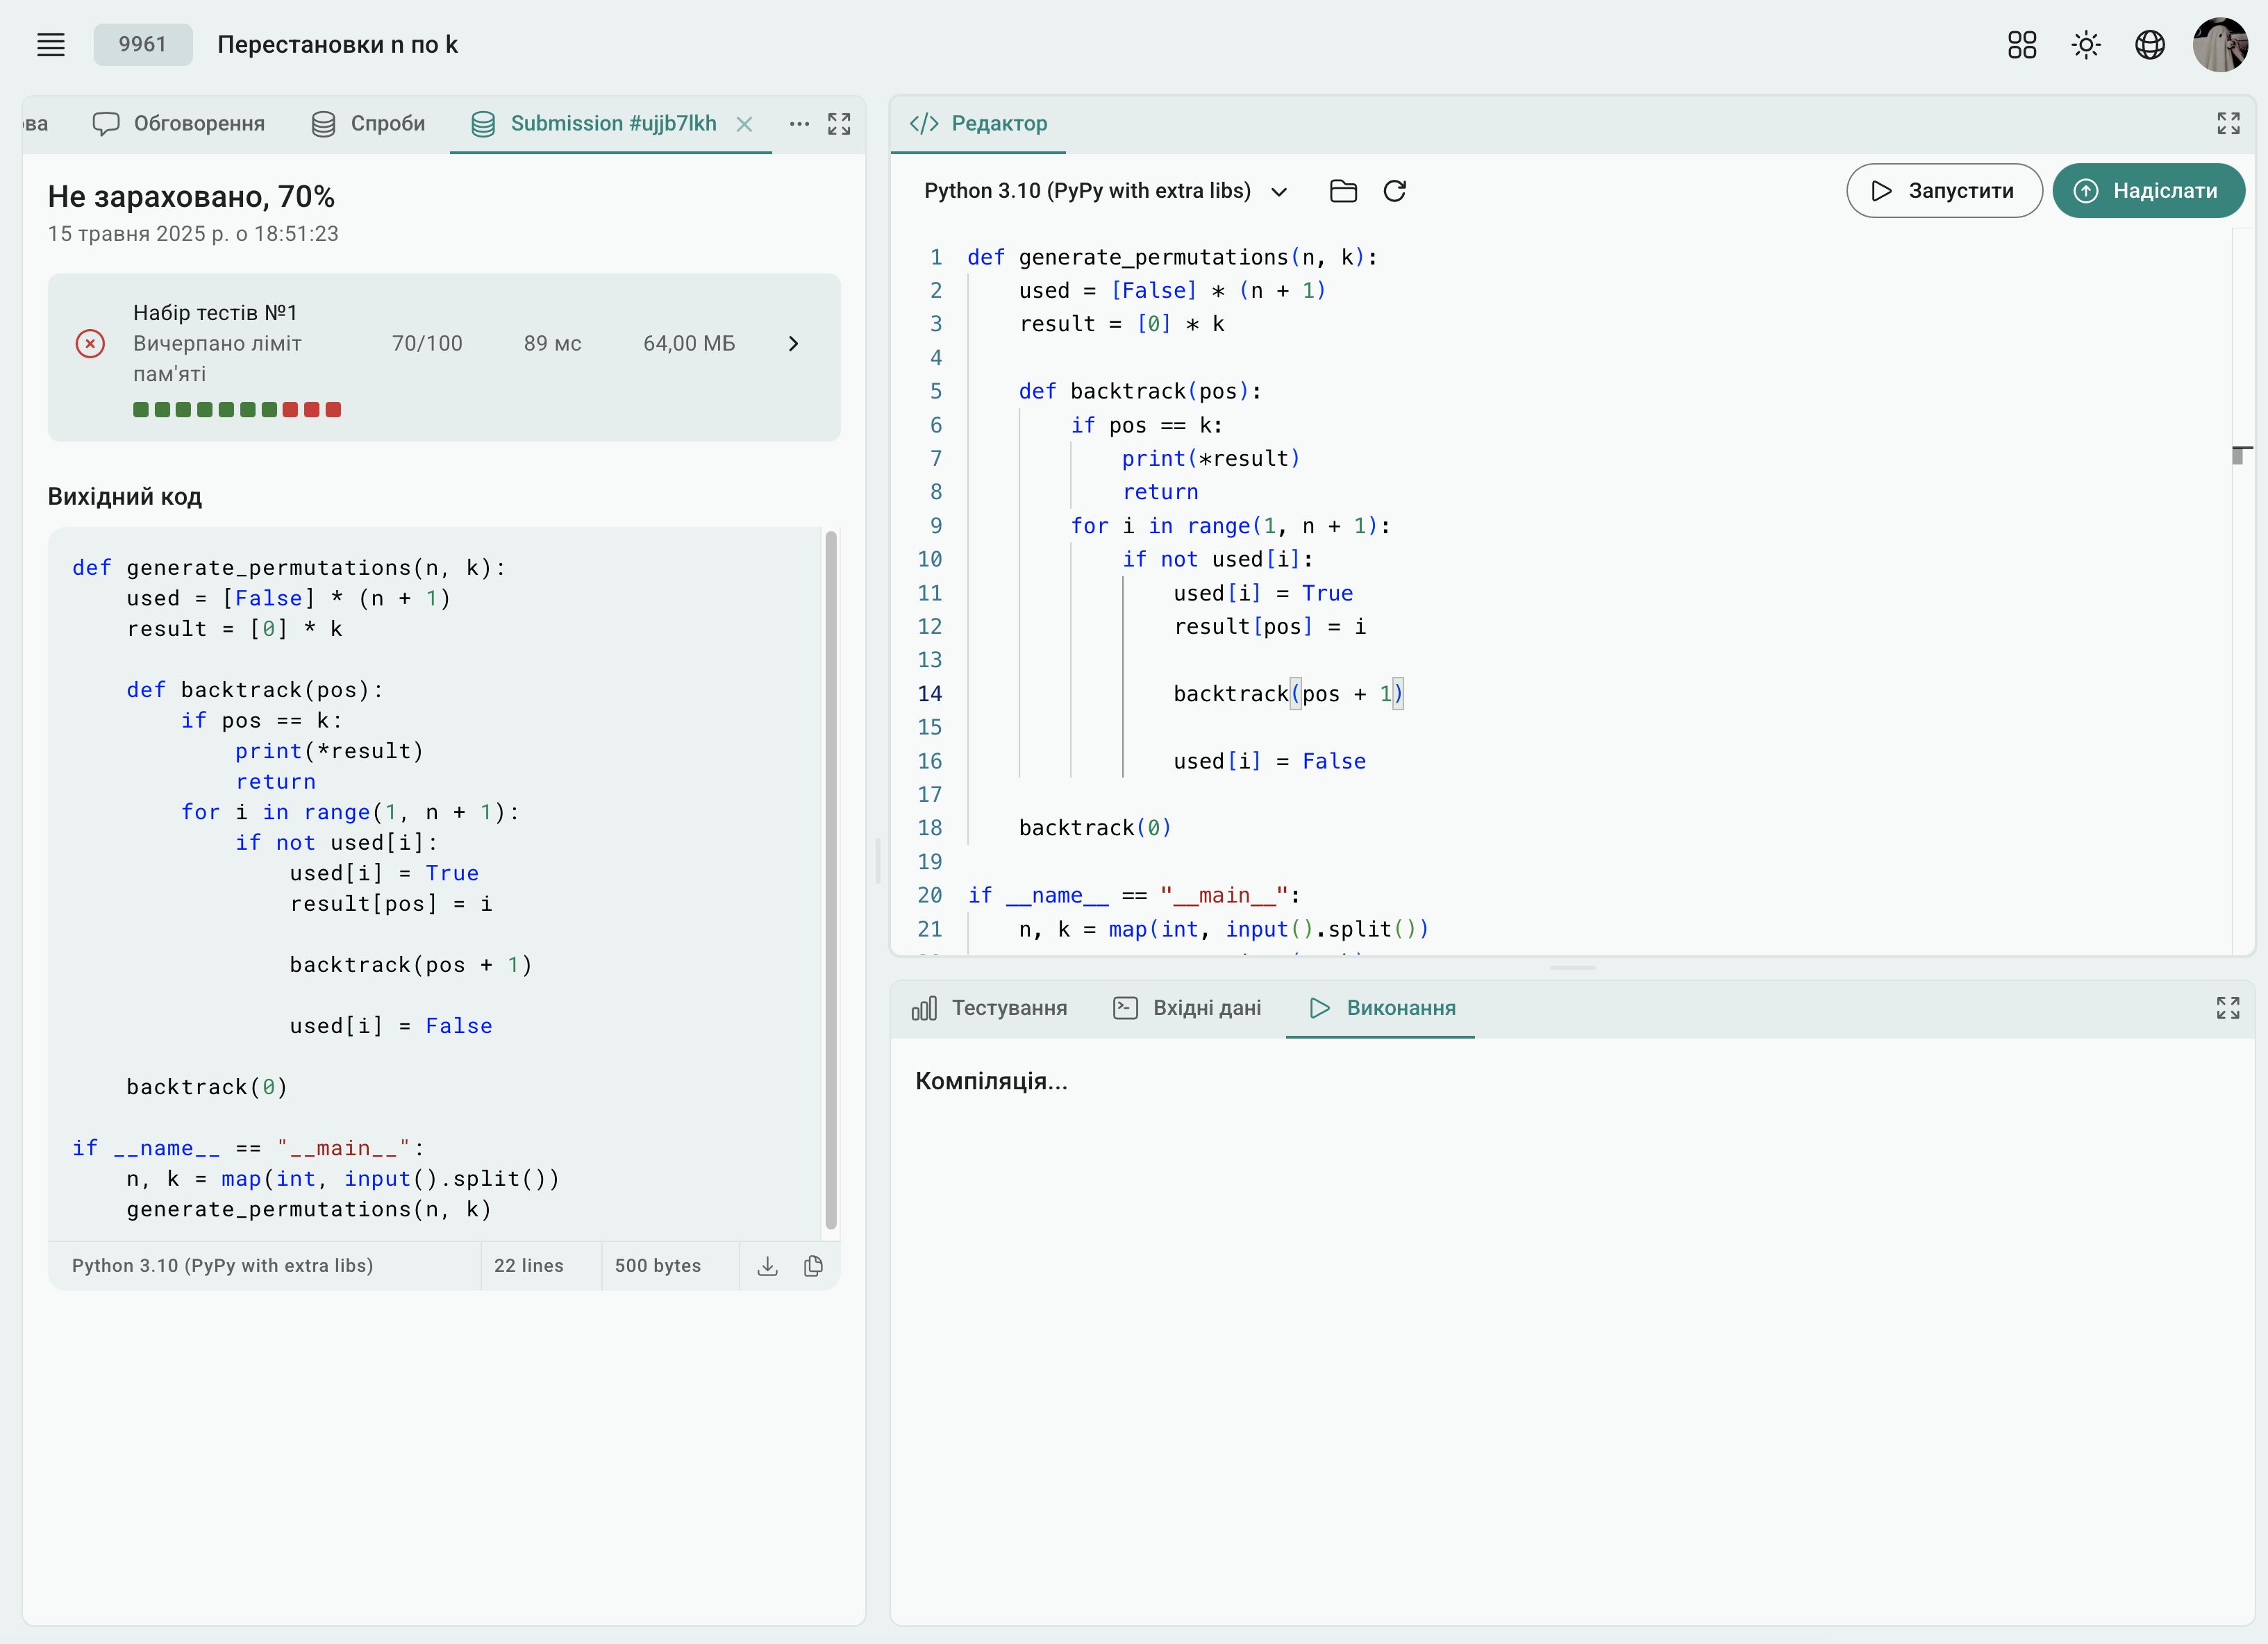 9961
Перестановки n по k
ва
Обговорення
Спроби
Submission #ujjb7lkh
Не зараховано, 70%
15 травня 2025 р. о 18:51:23
Набір тестів №1
Вичерпано ліміт
пам'яті
70/100
89 мс
64,00 МБ
Вихідний код
def generate_permutations(n, k):
    used = [False] * (n + 1)
    result = [0] * k
    def backtrack(pos):
        if pos == k:
            print(*result)
            return
        for i in range(1, n + 1):
            if not used[i]:
                used[i] = True
                result[pos] = i
                backtrack(pos + 1)
                used[i] = False
    backtrack(0)
if __name__ == "__main__":
    n, k = map(int, input().split())
    generate_permutations(n, k)
Python 3.10 (PyPy with extra libs)
22 lines
500 bytes
Редактор
Python 3.10 (PyPy with extra libs)
Запустити
Надіслати
1 def generate_permutations(n, k):
2     used = [False] * (n + 1)
3     result = [0] * k
4
5     def backtrack(pos):
6         if pos == k:
7             print(*result)
8             return
9         for i in range(1, n + 1):
10             if not used[i]:
11                 used[i] = True
12                 result[pos] = i
13
14                 backtrack(pos + 1)
15
16                 used[i] = False
17
18     backtrack(0)
19
20 if __name__ == "__main__":
21     n, k = map(int, input().split())
Тестування
Вхідні дані
Виконання
Компіляція...